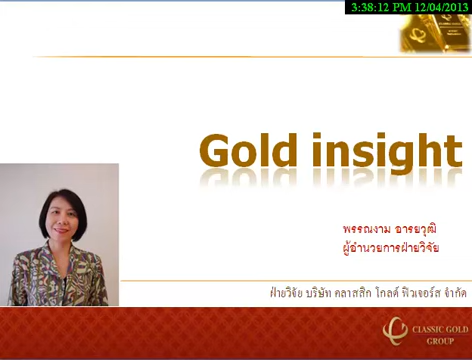 3:38:12 PM 12/04/2013
Gold insight
พรรณงาม อารยวุฒิ
ผู้อำนวยการฝ่ายวิจัย
ฝ่ายวิจัย บริษัท คลาสสิก โกลด์ ฟิวเจอร์ส จำกัด
CLASSIC GOLD
GROUP